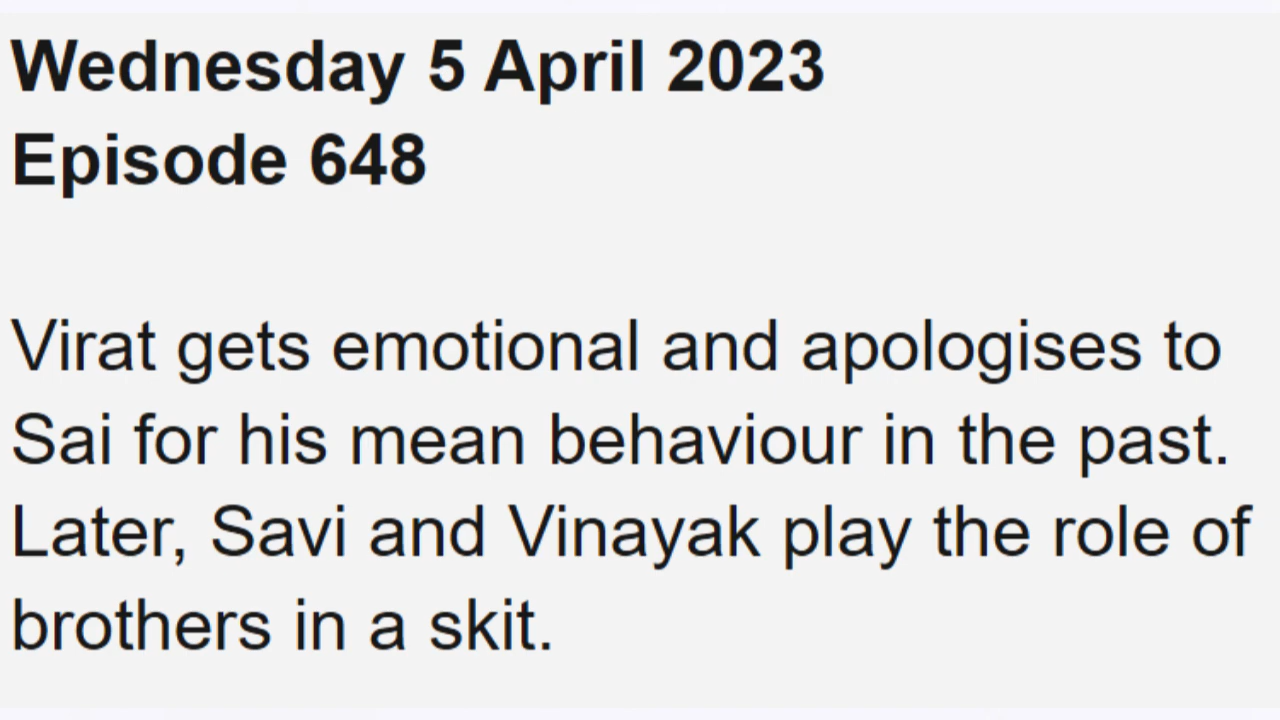 Wednesday 5 April 2023
Episode 648
Virat gets emotional and apologises to
Sai for his mean behaviour in the past.
Later, Savi and Vinayak play the role of
brothers in a skit.